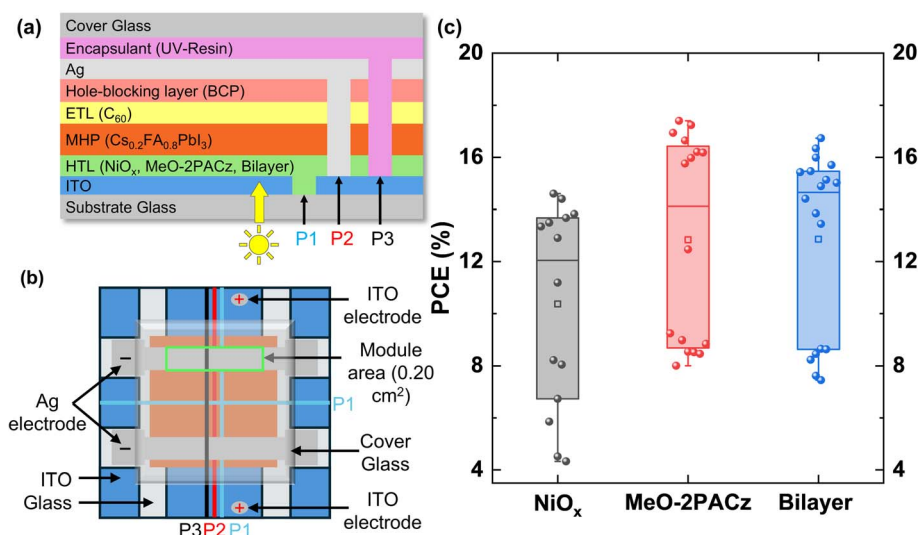 (a)
Cover Glass
Encapsulant (UV-Resin)
Ag
Hole-blocking layer (BCP)
ETL (C₆₀)
MHP (Cs₀.₂FA₀.₈PbI₃)
HTL (NiOₓ, MeO-2PACz, Bilayer)
ITO
Substrate Glass
P1
P2
P3
(b)
+
ITO
electrode
Module
area (0.20
cm²)
−
Ag
electrode
−
P1
Cover
Glass
ITO
Glass
+
ITO
electrode
P3P2P1
(c)
PCE (%)
20
16
12
8
4
20
16
12
8
4
NiOₓ
MeO-2PACz
Bilayer